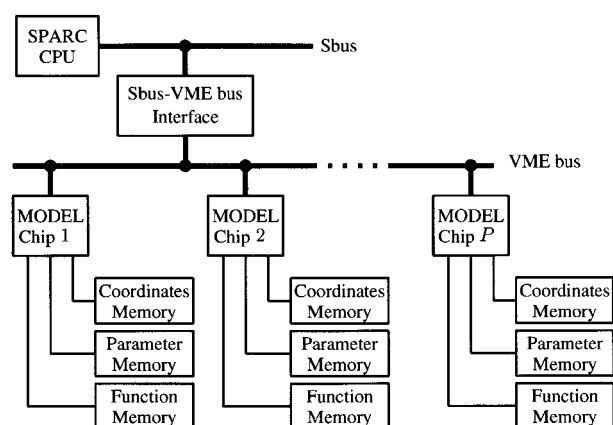 SPARC
CPU
Sbus
Sbus-VME bus
Interface
VME bus
MODEL
Chip 1
MODEL
Chip 2
MODEL
Chip P
Coordinates
Memory
Coordinates
Memory
Coordinates
Memory
Parameter
Memory
Parameter
Memory
Parameter
Memory
Function
Memory
Function
Memory
Function
Memory